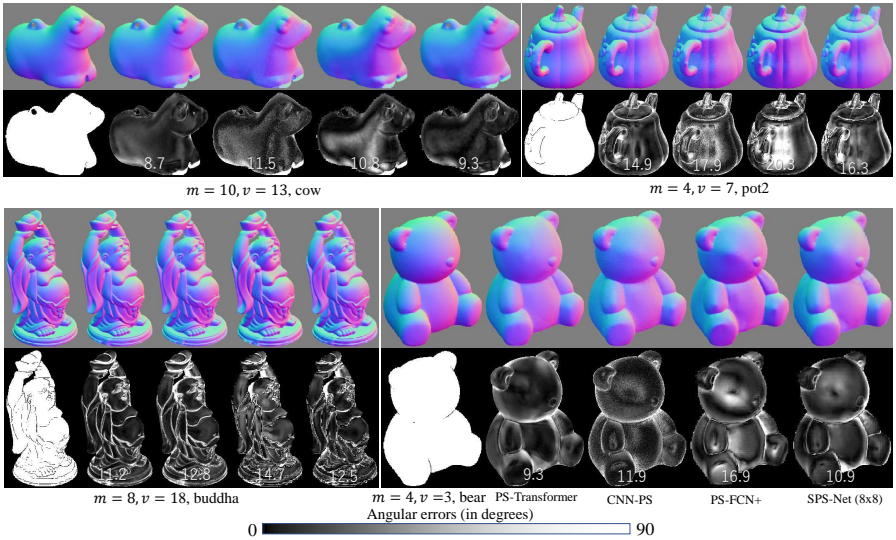 8.7 11.5 10.8 9.3
14.9 17.9 20.3 16.3
m = 10, v = 13, cow
m = 4, v = 7, pot2
11.2 12.8 14.7 12.5
9.3 11.9 16.9 10.9
m = 8, v = 18, buddha
m = 4, v =3, bear PS-Transformer CNN-PS PS-FCN+ SPS-Net (8x8)
Angular errors (in degrees)
0 90